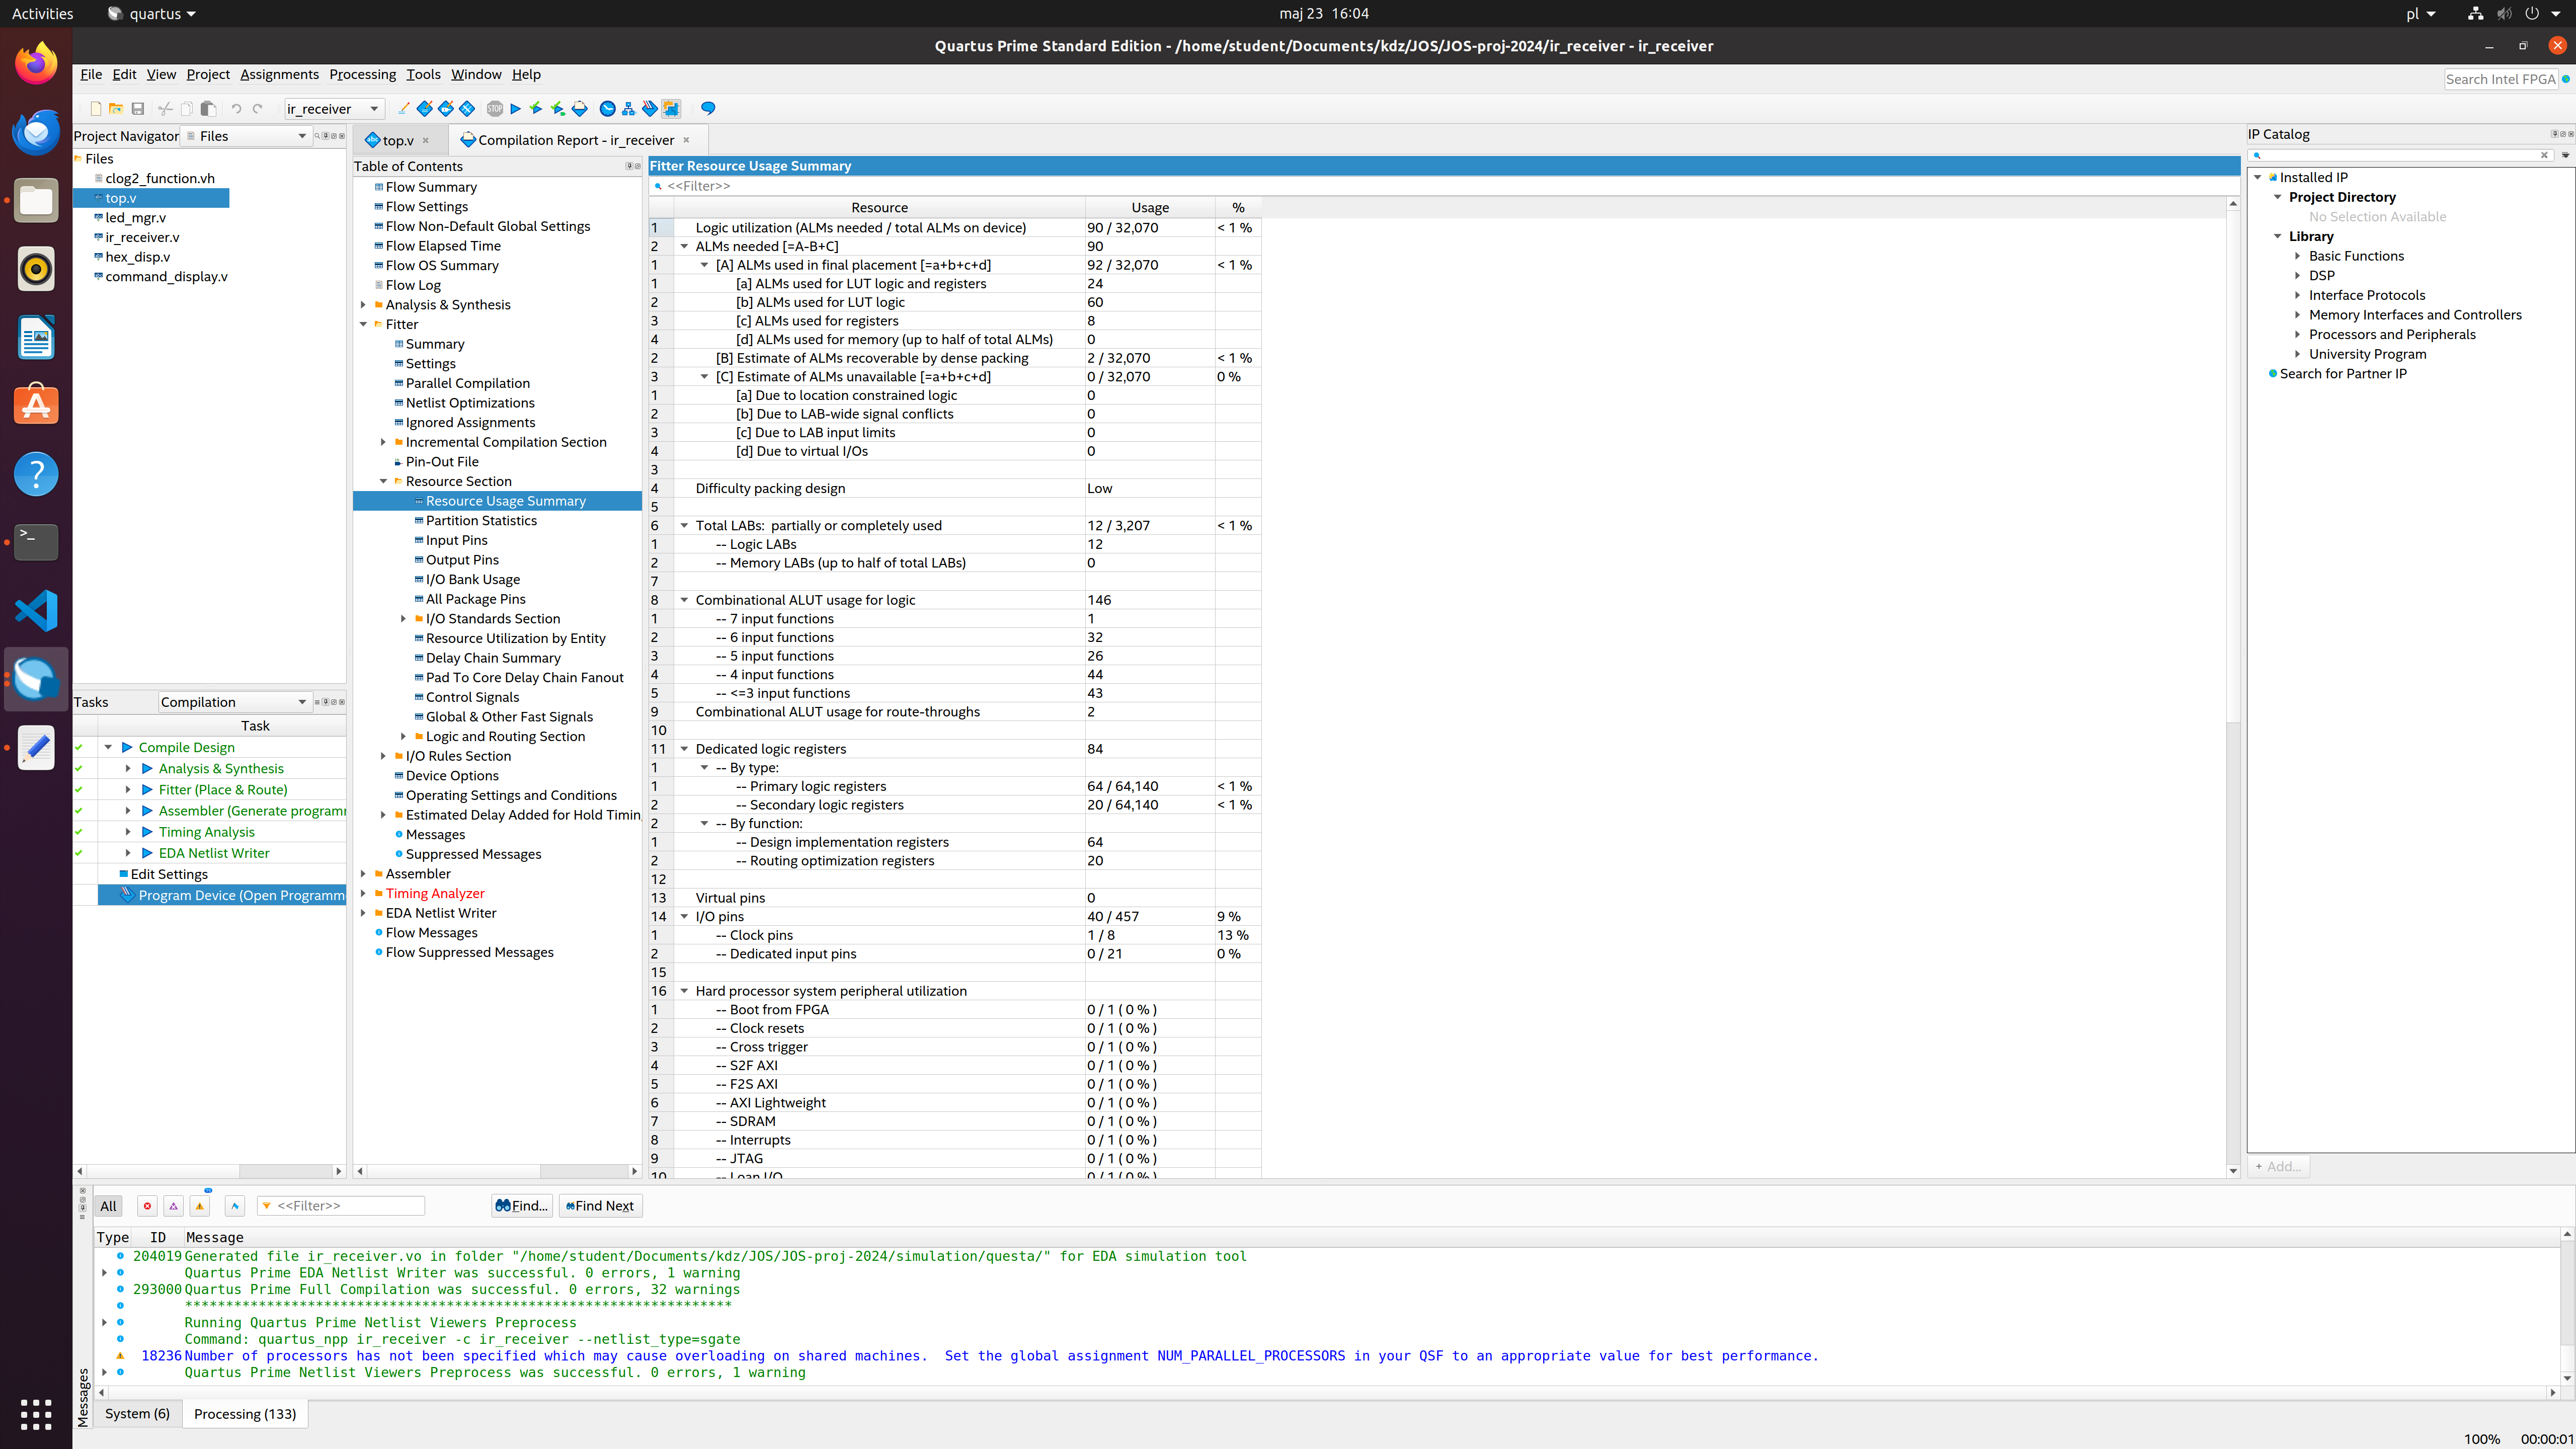 Activities quartus maj 23 16:04 pl
Quartus Prime Standard Edition - /home/student/Documents/kdz/JOS/JOS-proj-2024/ir_receiver - ir_receiver
File Edit View Project Assignments Processing Tools Window Help
Search Intel FPGA
ir_receiver
Project Navigator Files
Files
clog2_function.vh
top.v
led_mgr.v
ir_receiver.v
hex_disp.v
command_display.v
Tasks Compilation
Task
Compile Design
Analysis & Synthesis
Fitter (Place & Route)
Assembler (Generate programm
Timing Analysis
EDA Netlist Writer
Edit Settings
Program Device (Open Programm
top.v Compilation Report - ir_receiver
Table of Contents
Flow Summary
Flow Settings
Flow Non-Default Global Settings
Flow Elapsed Time
Flow OS Summary
Flow Log
Analysis & Synthesis
Fitter
Summary
Settings
Parallel Compilation
Netlist Optimizations
Ignored Assignments
Incremental Compilation Section
Pin-Out File
Resource Section
Resource Usage Summary
Partition Statistics
Input Pins
Output Pins
I/O Bank Usage
All Package Pins
I/O Standards Section
Resource Utilization by Entity
Delay Chain Summary
Pad To Core Delay Chain Fanout
Control Signals
Global & Other Fast Signals
Logic and Routing Section
I/O Rules Section
Device Options
Operating Settings and Conditions
Estimated Delay Added for Hold Timin
Messages
Suppressed Messages
Assembler
Timing Analyzer
EDA Netlist Writer
Flow Messages
Flow Suppressed Messages
Fitter Resource Usage Summary
<<Filter>>
Resource Usage %
1 Logic utilization (ALMs needed / total ALMs on device) 90 / 32,070 < 1 %
2 ALMs needed [=A-B+C] 90
1 [A] ALMs used in final placement [=a+b+c+d] 92 / 32,070 < 1 %
1 [a] ALMs used for LUT logic and registers 24
2 [b] ALMs used for LUT logic 60
3 [c] ALMs used for registers 8
4 [d] ALMs used for memory (up to half of total ALMs) 0
2 [B] Estimate of ALMs recoverable by dense packing 2 / 32,070 < 1 %
3 [C] Estimate of ALMs unavailable [=a+b+c+d] 0 / 32,070 0 %
1 [a] Due to location constrained logic 0
2 [b] Due to LAB-wide signal conflicts 0
3 [c] Due to LAB input limits 0
4 [d] Due to virtual I/Os 0
3
4 Difficulty packing design Low
5
6 Total LABs: partially or completely used 12 / 3,207 < 1 %
1 -- Logic LABs 12
2 -- Memory LABs (up to half of total LABs) 0
7
8 Combinational ALUT usage for logic 146
1 -- 7 input functions 1
2 -- 6 input functions 32
3 -- 5 input functions 26
4 -- 4 input functions 44
5 -- <=3 input functions 43
9 Combinational ALUT usage for route-throughs 2
10
11 Dedicated logic registers 84
1 -- By type:
1 -- Primary logic registers 64 / 64,140 < 1 %
2 -- Secondary logic registers 20 / 64,140 < 1 %
2 -- By function:
1 -- Design implementation registers 64
2 -- Routing optimization registers 20
12
13 Virtual pins 0
14 I/O pins 40 / 457 9 %
1 -- Clock pins 1 / 8 13 %
2 -- Dedicated input pins 0 / 21 0 %
15
16 Hard processor system peripheral utilization
1 -- Boot from FPGA 0 / 1 ( 0 % )
2 -- Clock resets 0 / 1 ( 0 % )
3 -- Cross trigger 0 / 1 ( 0 % )
4 -- S2F AXI 0 / 1 ( 0 % )
5 -- F2S AXI 0 / 1 ( 0 % )
6 -- AXI Lightweight 0 / 1 ( 0 % )
7 -- SDRAM 0 / 1 ( 0 % )
8 -- Interrupts 0 / 1 ( 0 % )
9 -- JTAG 0 / 1 ( 0 % )
10 -- Loan I/O 0 / 1 ( 0 % )
IP Catalog
Installed IP
Project Directory
No Selection Available
Library
Basic Functions
DSP
Interface Protocols
Memory Interfaces and Controllers
Processors and Peripherals
University Program
Search for Partner IP
+ Add...
All <<Filter>> Find... Find Next
Type ID Message
204019 Generated file ir_receiver.vo in folder "/home/student/Documents/kdz/JOS/JOS-proj-2024/simulation/questa/" for EDA simulation tool
Quartus Prime EDA Netlist Writer was successful. 0 errors, 1 warning
293000 Quartus Prime Full Compilation was successful. 0 errors, 32 warnings
*******************************************************************
Running Quartus Prime Netlist Viewers Preprocess
Command: quartus_npp ir_receiver -c ir_receiver --netlist_type=sgate
18236 Number of processors has not been specified which may cause overloading on shared machines. Set the global assignment NUM_PARALLEL_PROCESSORS in your QSF to an appropriate value for best performance.
Quartus Prime Netlist Viewers Preprocess was successful. 0 errors, 1 warning
Messages
System (6) Processing (133)
100% 00:00:01